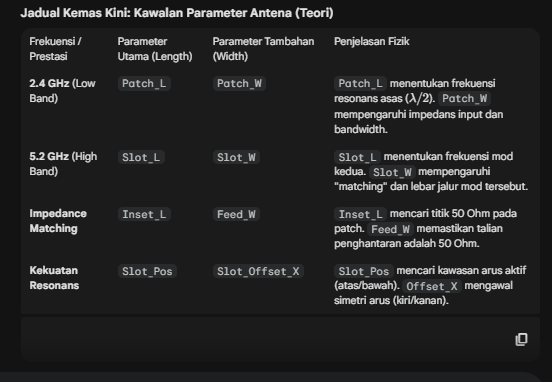 Jadual Kemas Kini: Kawalan Parameter Antena (Teori)
Frekuensi / Prestasi
Parameter Utama (Length)
Parameter Tambahan (Width)
Penjelasan Fizik
2.4 GHz (Low Band)
Patch_L
Patch_W
Patch_L menentukan frekuensi
resonans asas (λ/2). Patch_W
mempengaruhi impedans input dan
bandwidth.
5.2 GHz (High Band)
Slot_L
Slot_W
Slot_L menentukan frekuensi mod
kedua. Slot_W mempengaruhi
"matching" dan lebar jalur mod tersebut.
Impedance Matching
Inset_L
Feed_W
Inset_L mencari titik 50 Ohm pada
patch. Feed_W memastikan talian
penghantaran adalah 50 Ohm.
Kekuatan Resonans
Slot_Pos
Slot_Offset_X
Slot_Pos mencari kawasan arus aktif
(atas/bawah). Offset_X mengawal
simetri arus (kiri/kanan).